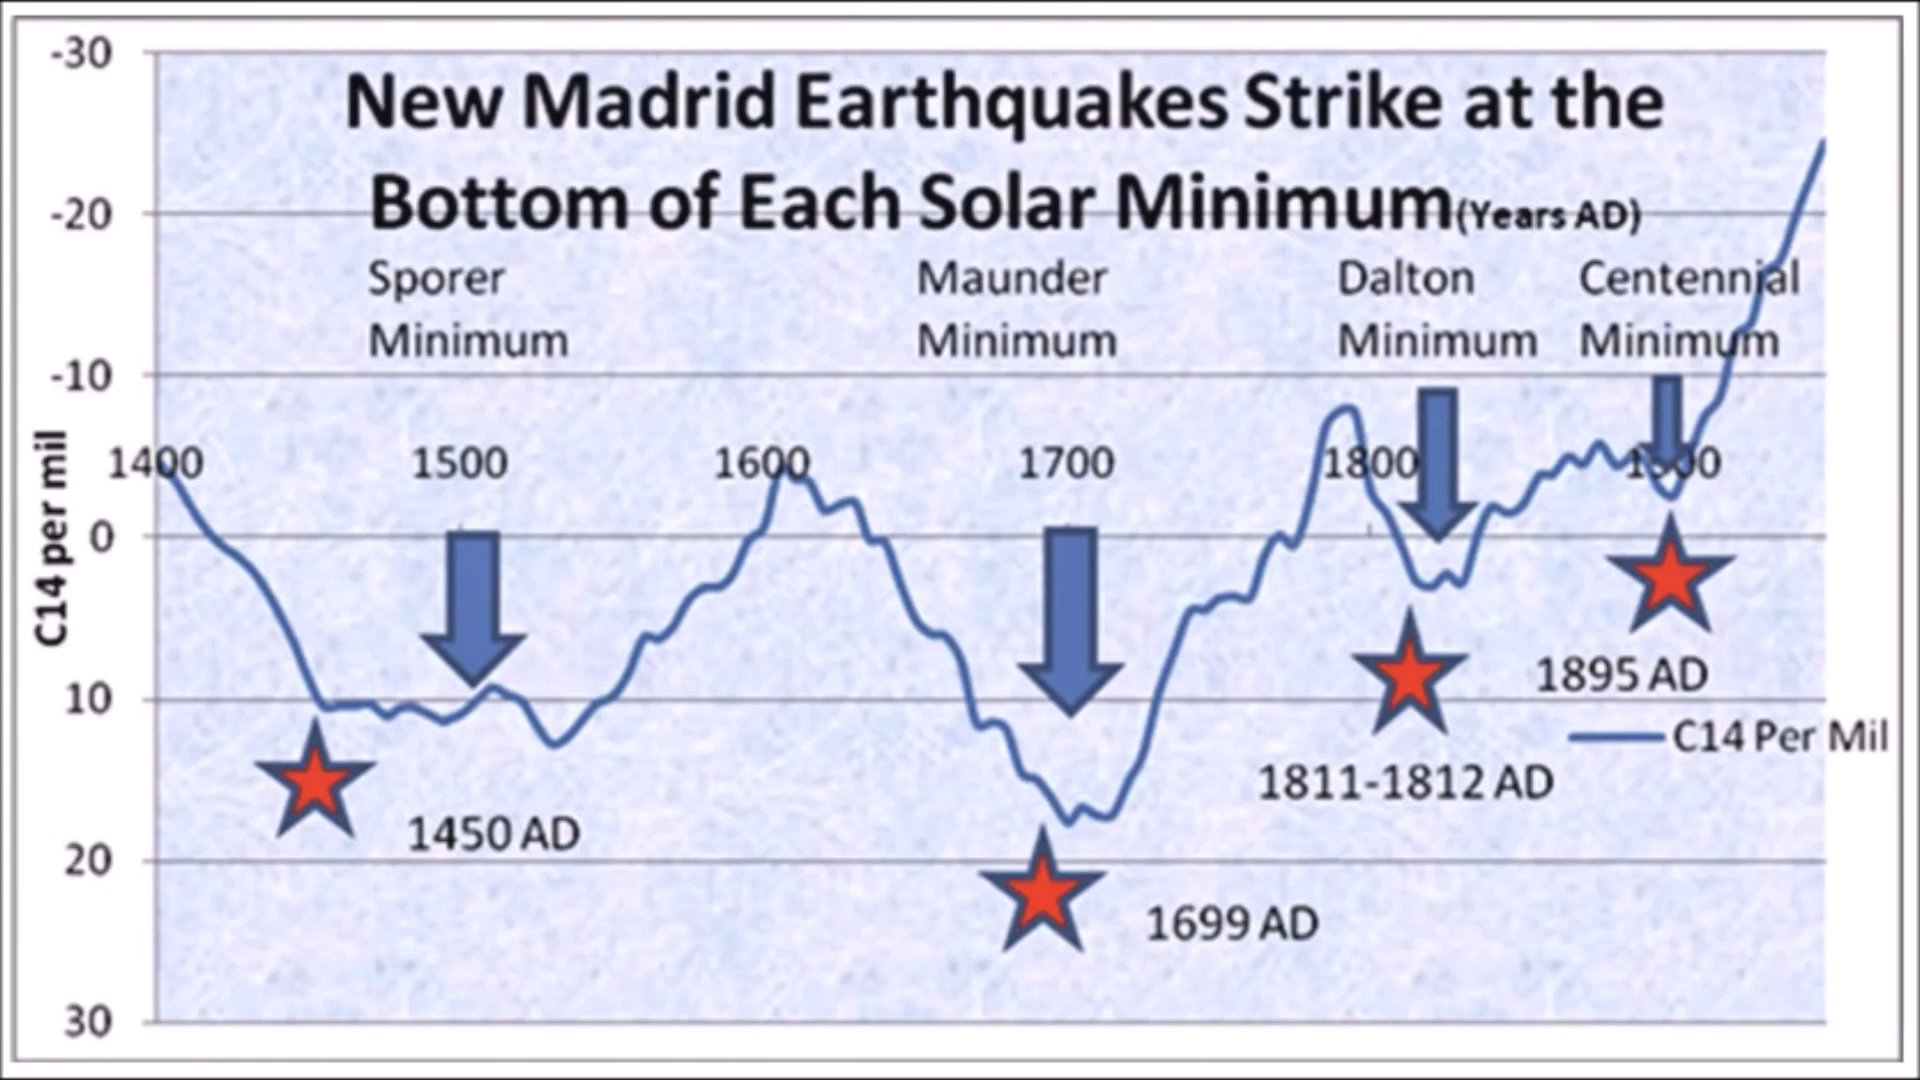 New Madrid Earthquakes Strike at the
Bottom of Each Solar Minimum(Years AD)
Sporer
Minimum
Maunder
Minimum
Dalton
Minimum
Centennial
Minimum
-30
-20
-10
0
10
20
30
C14 per mil
1400
1500
1600
1700
1800
1900
1450 AD
1699 AD
1811-1812 AD
1895 AD
C14 Per Mil